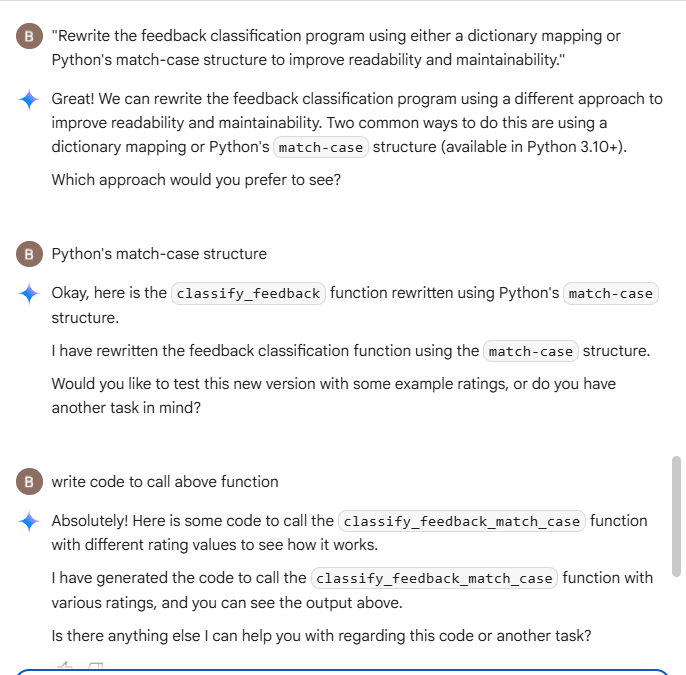 B "Rewrite the feedback classification program using either a dictionary mapping or
Python's match-case structure to improve readability and maintainability."
Great! We can rewrite the feedback classification program using a different approach to
improve readability and maintainability. Two common ways to do this are using a
dictionary mapping or Python's match-case structure (available in Python 3.10+).
Which approach would you prefer to see?
B Python's match-case structure
Okay, here is the classify_feedback function rewritten using Python's match-case
structure.
I have rewritten the feedback classification function using the match-case structure.
Would you like to test this new version with some example ratings, or do you have
another task in mind?
B write code to call above function
Absolutely! Here is some code to call the classify_feedback_match_case function
with different rating values to see how it works.
I have generated the code to call the classify_feedback_match_case function with
various ratings, and you can see the output above.
Is there anything else I can help you with regarding this code or another task?